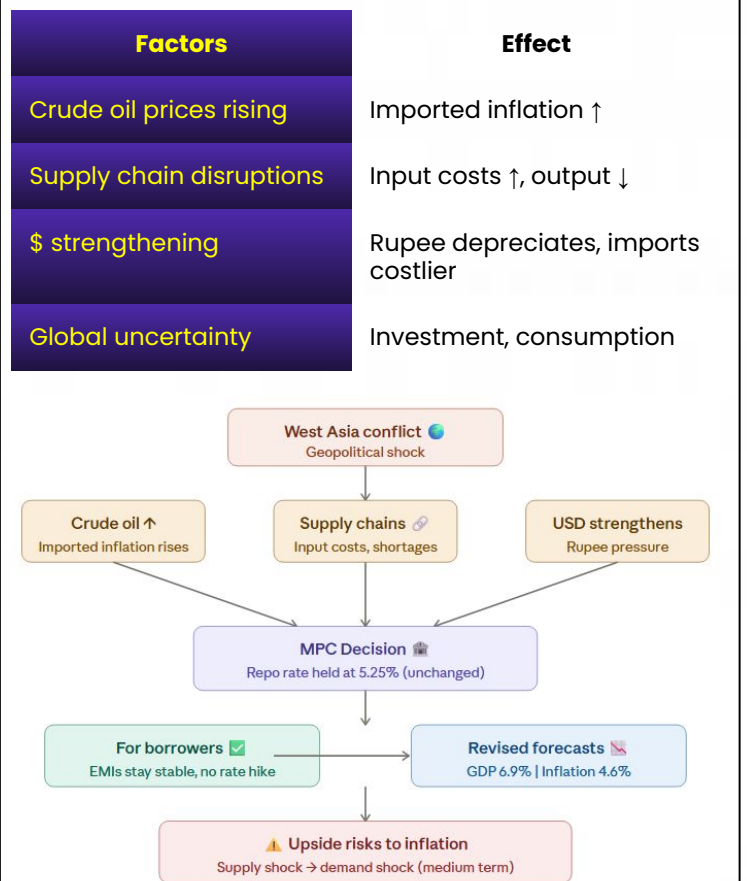 Factors
Effect
Crude oil prices rising
Imported inflation ↑
Supply chain disruptions
Input costs ↑, output ↓
$ strengthening
Rupee depreciates, imports
costlier
Global uncertainty
Investment, consumption
West Asia conflict 🌏
Geopolitical shock
Crude oil ↑
Imported inflation rises
Supply chains 🔗
Input costs, shortages
USD strengthens
Rupee pressure
MPC Decision 🏦
Repo rate held at 5.25% (unchanged)
For borrowers ✅
EMIs stay stable, no rate hike
Revised forecasts 📉
GDP 6.9% | Inflation 4.6%
⚠️ Upside risks to inflation
Supply shock → demand shock (medium term)